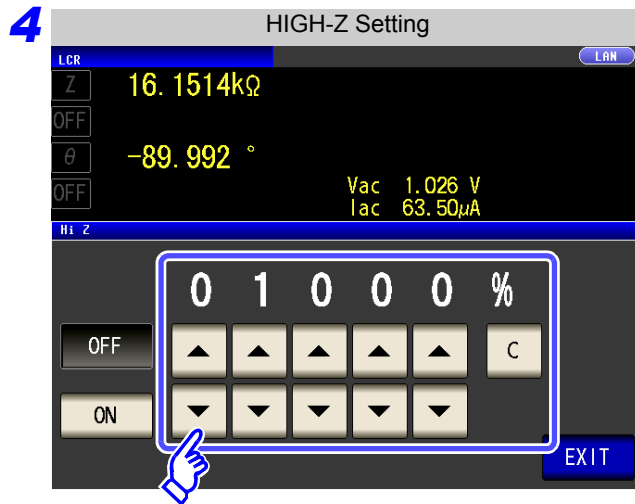 4
HIGH-Z Setting
LCR LAN
Z 16.1514kΩ
OFF
θ -89.992 °
OFF Vac 1.026 V
Iac 63.50μA
Hi Z
0 1 0 0 0 %
OFF ▲ ▲ ▲ ▲ ▲ C
ON ▼ ▼ ▼ ▼ ▼
EXIT